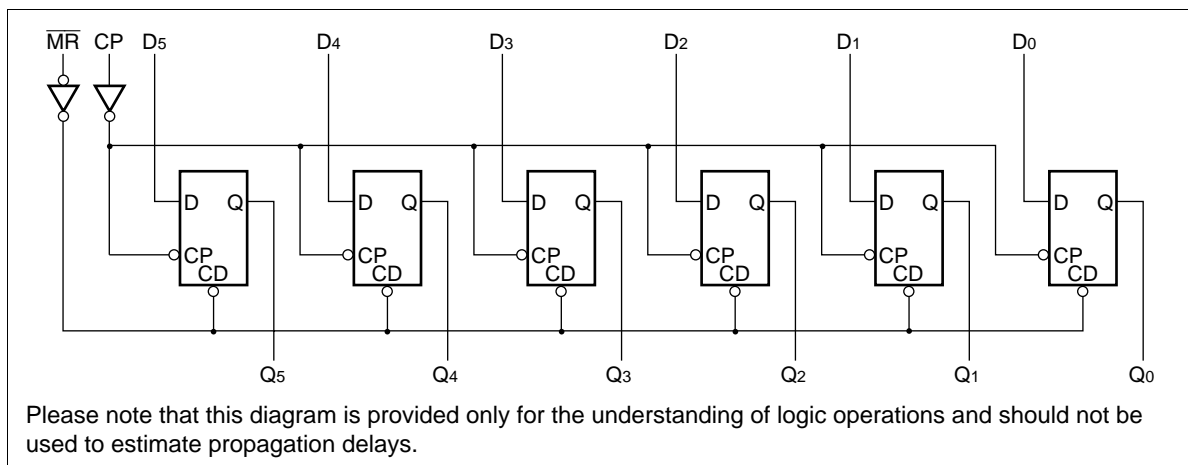 M̅R̅ CP D5 D4 D3 D2 D1 D0
D Q D Q D Q D Q D Q D Q
CP CP CP CP CP CP
CD CD CD CD CD CD
Q5 Q4 Q3 Q2 Q1 Q0
Please note that this diagram is provided only for the understanding of logic operations and should not be
used to estimate propagation delays.